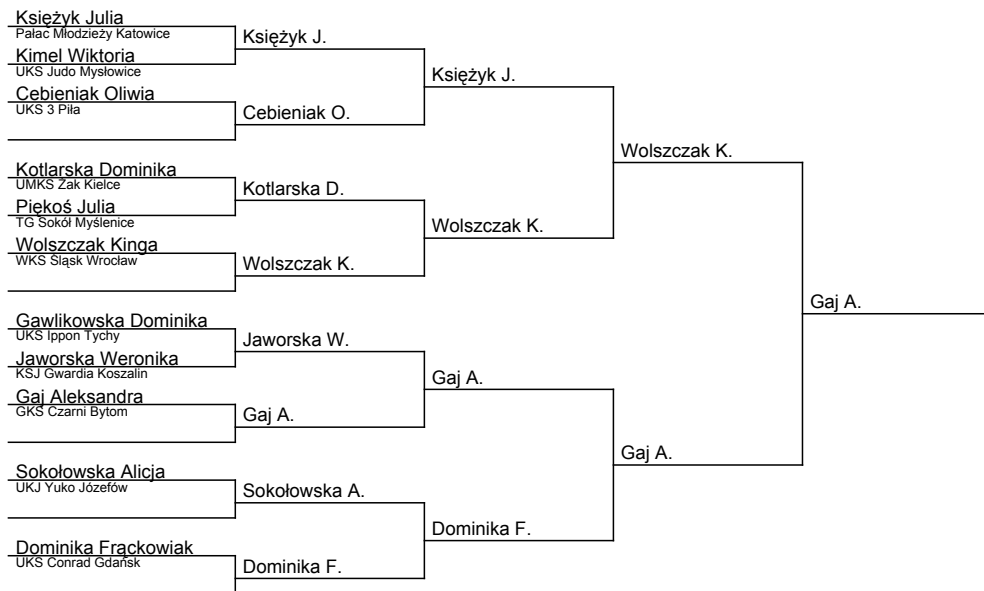 Księżyk Julia
Pałac Młodzieży Katowice
Kimel Wiktoria
UKS Judo Mysłowice
Cebieniak Oliwia
UKS 3 Piła
Kotlarska Dominika
UMKS Żak Kielce
Piękoś Julia
TG Sokół Myślenice
Wolszczak Kinga
WKS Śląsk Wrocław
Gawlikowska Dominika
UKS Ippon Tychy
Jaworska Weronika
KSJ Gwardia Koszalin
Gaj Aleksandra
GKS Czarni Bytom
Sokołowska Alicja
UKJ Yuko Józefów
Dominika Frąckowiak
UKS Conrad Gdańsk
Księżyk J.
Cebieniak O.
Kotlarska D.
Wolszczak K.
Jaworska W.
Gaj A.
Sokołowska A.
Dominika F.
Księżyk J.
Wolszczak K.
Gaj A.
Dominika F.
Wolszczak K.
Gaj A.
Gaj A.